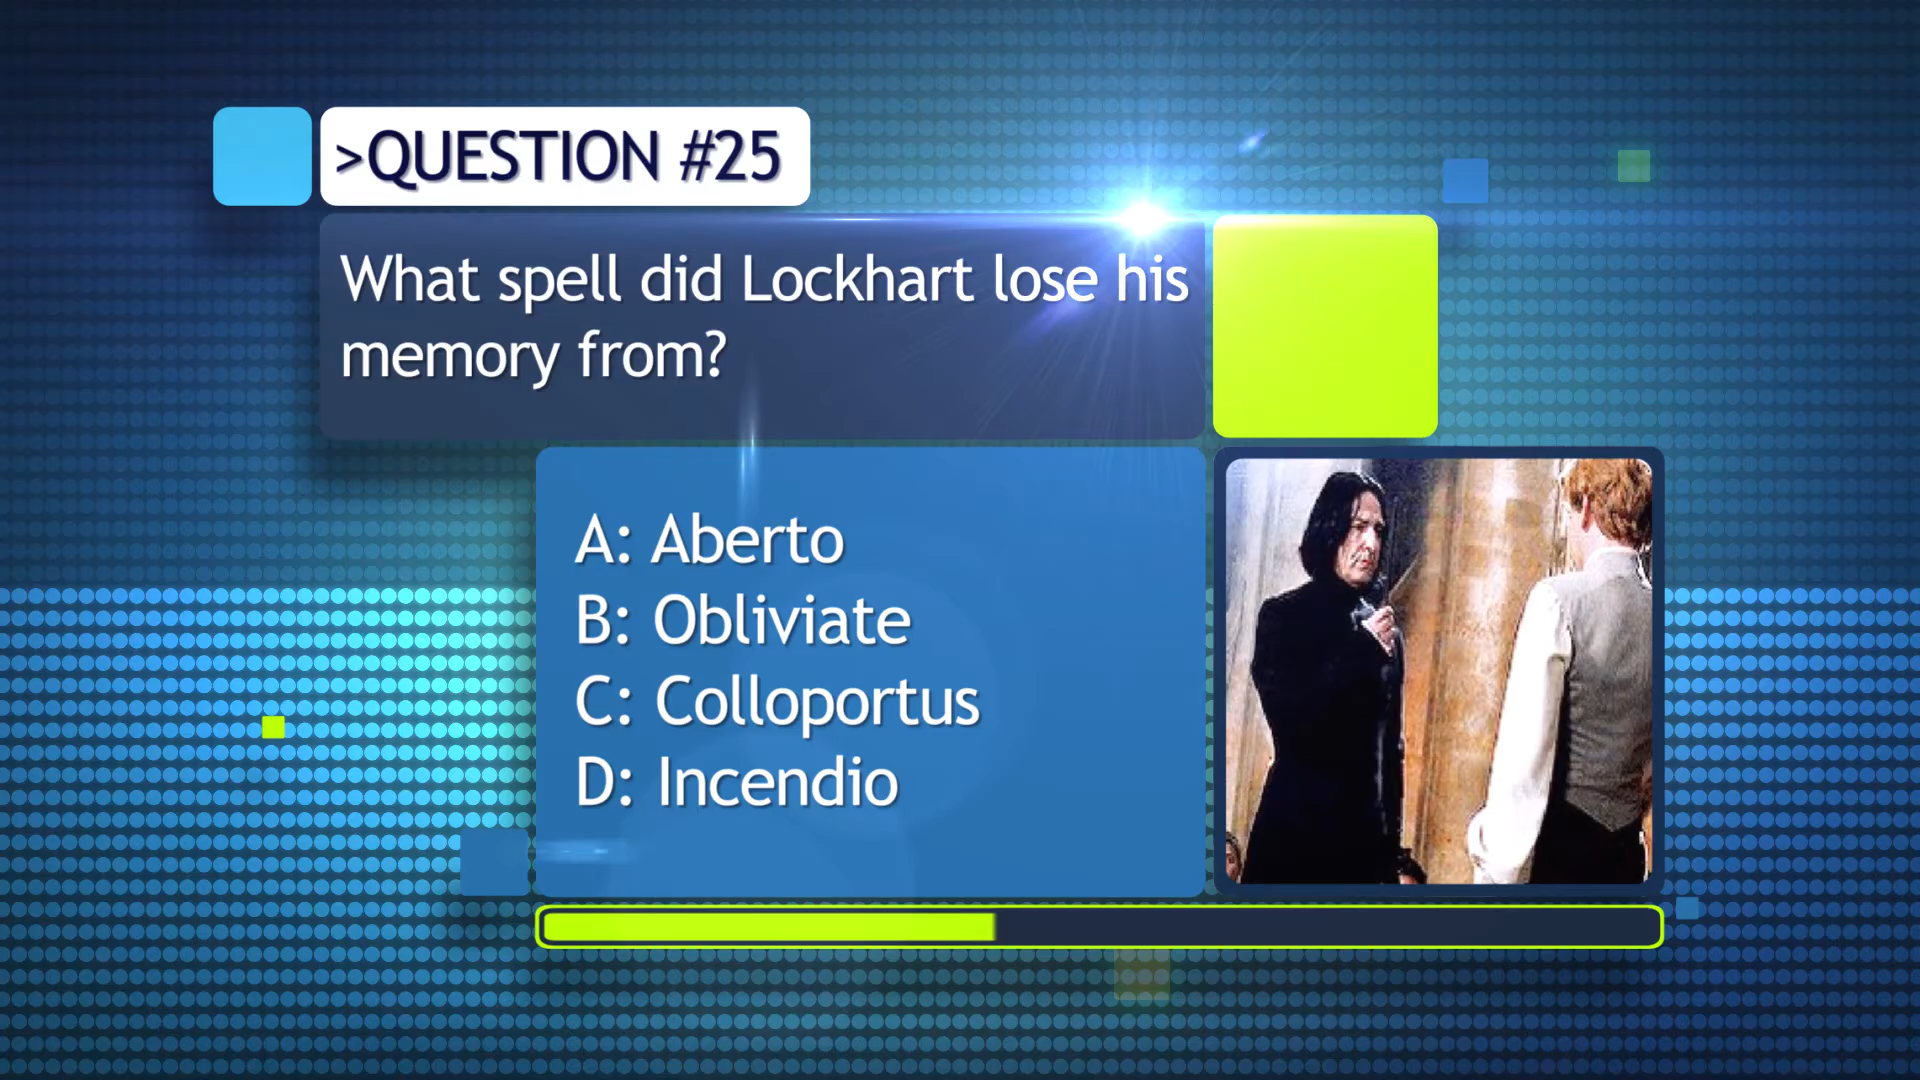 >QUESTION #25
What spell did Lockhart lose his
memory from?
A: Aberto
B: Obliviate
C: Colloportus
D: Incendio